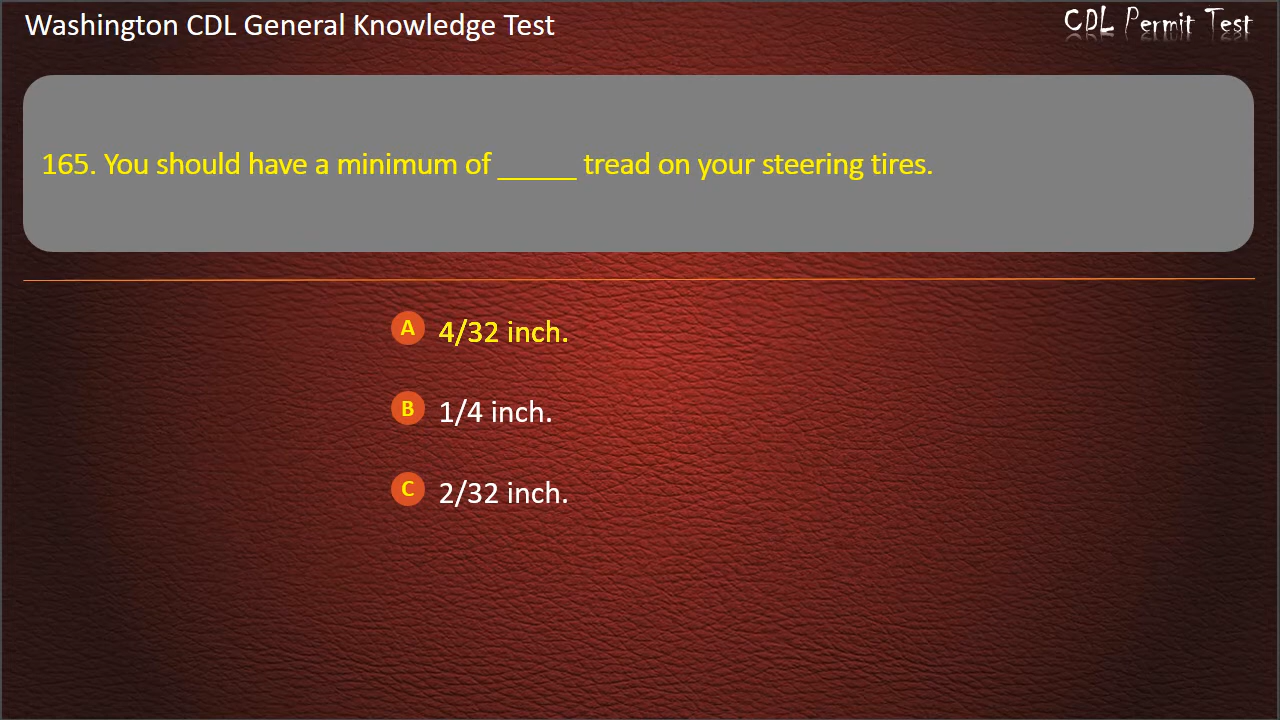 Washington CDL General Knowledge Test
CDL Permit Test
165. You should have a minimum of _____ tread on your steering tires.
A 4/32 inch.
B 1/4 inch.
C 2/32 inch.